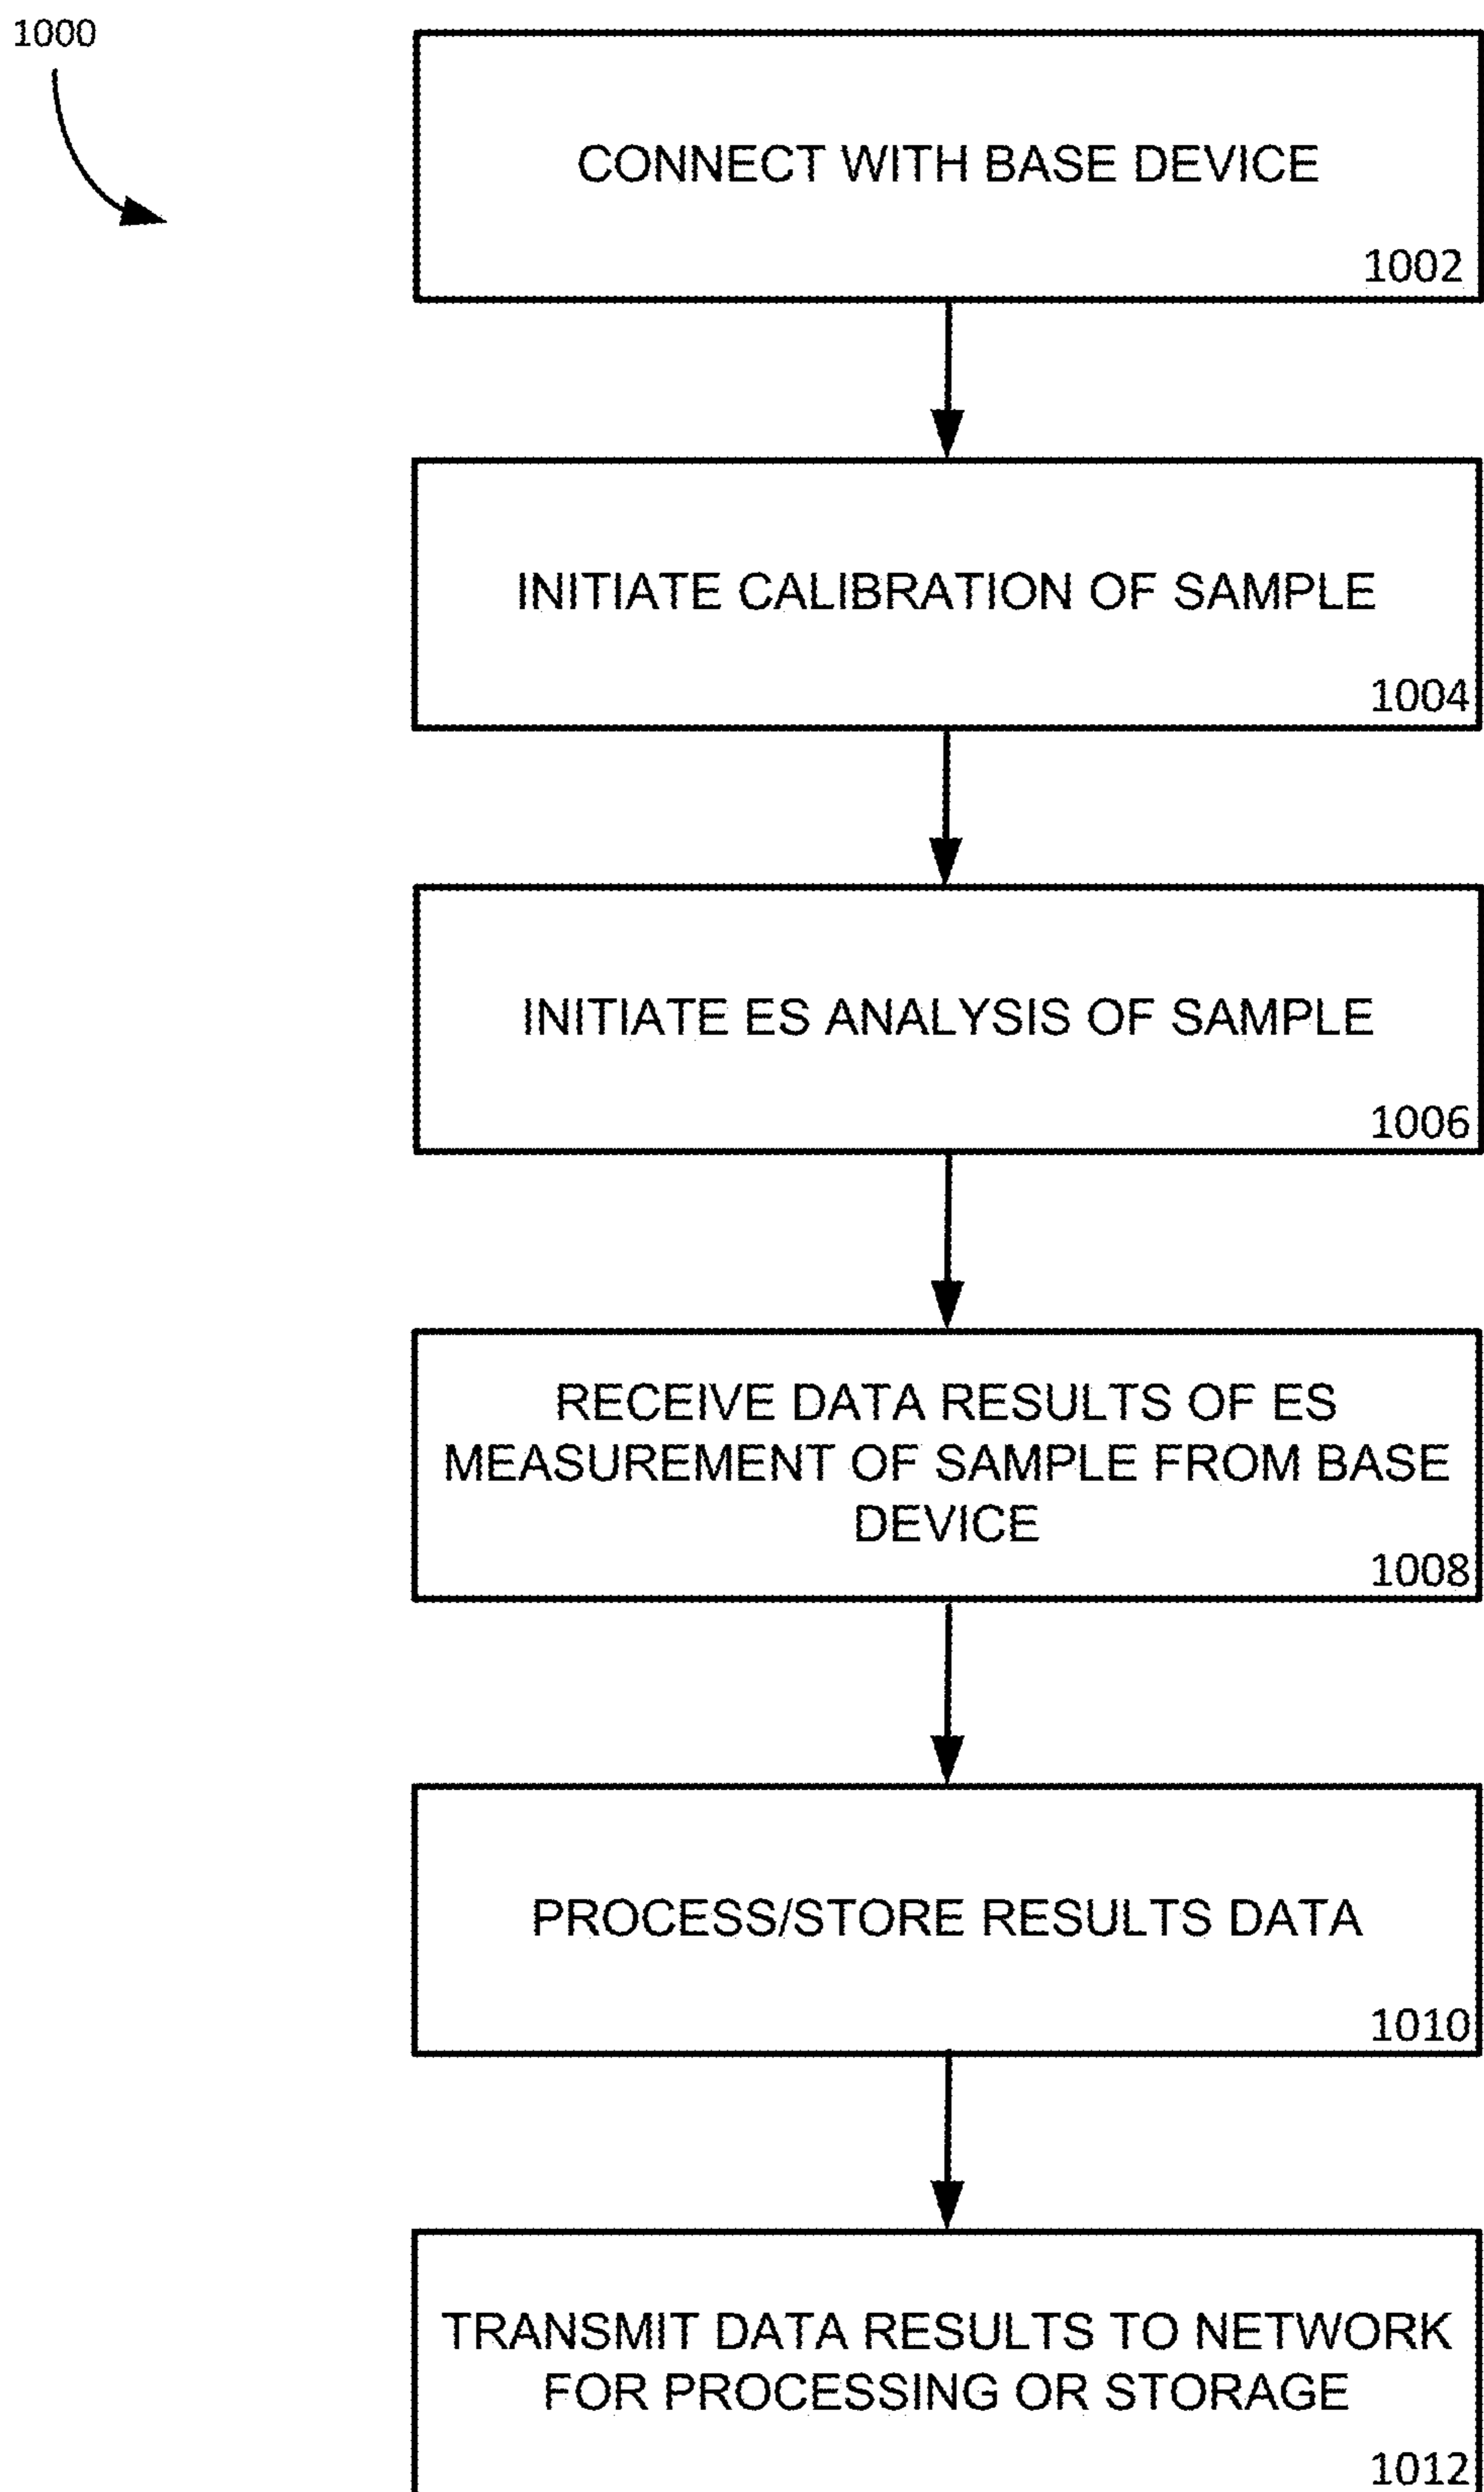 1000
CONNECT WITH BASE DEVICE
1002
INITIATE CALIBRATION OF SAMPLE
1004
INITIATE ES ANALYSIS OF SAMPLE
1006
RECEIVE DATA RESULTS OF ES
MEASUREMENT OF SAMPLE FROM BASE
DEVICE
1008
PROCESS/STORE RESULTS DATA
1010
TRANSMIT DATA RESULTS TO NETWORK
FOR PROCESSING OR STORAGE
1012